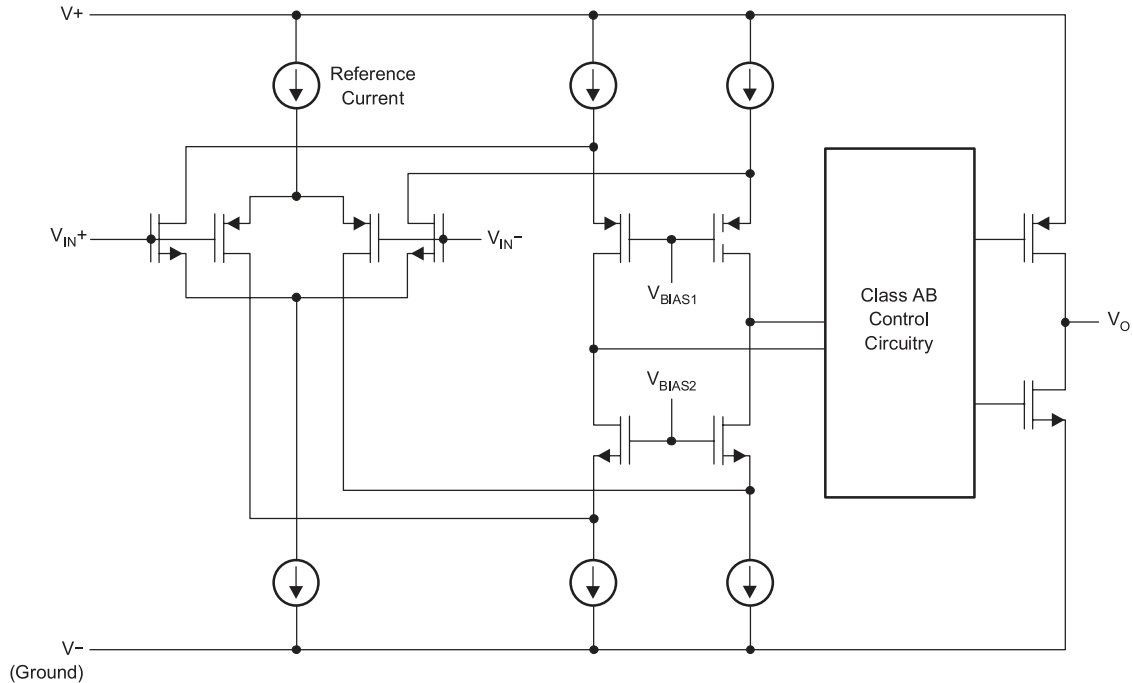 V+
Reference
Current
VIN+
VIN−
VBIAS1
Class AB
Control
Circuitry
VO
VBIAS2
V−
(Ground)